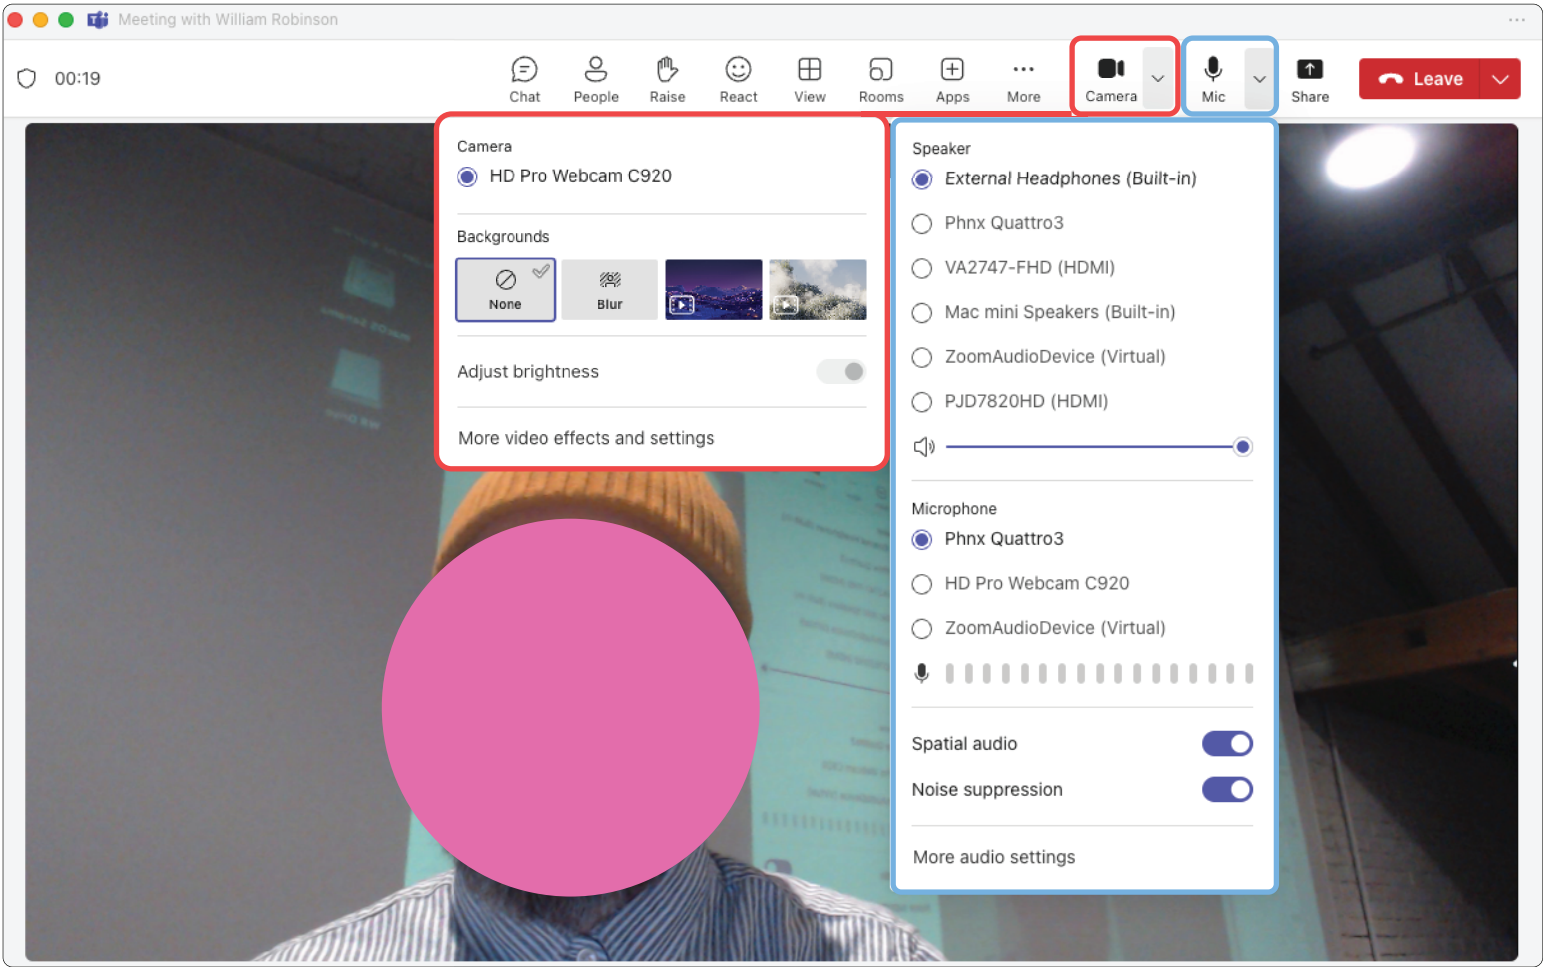 Meeting with William Robinson
00:19
Chat
People
Raise
React
View
Rooms
Apps
More
Camera
Mic
Share
Leave
Camera
HD Pro Webcam C920
Backgrounds
None
Blur
Adjust brightness
More video effects and settings
Speaker
External Headphones (Built-in)
Phnx Quattro3
VA2747-FHD (HDMI)
Mac mini Speakers (Built-in)
ZoomAudioDevice (Virtual)
PJD7820HD (HDMI)
Microphone
Phnx Quattro3
HD Pro Webcam C920
ZoomAudioDevice (Virtual)
Spatial audio
Noise suppression
More audio settings